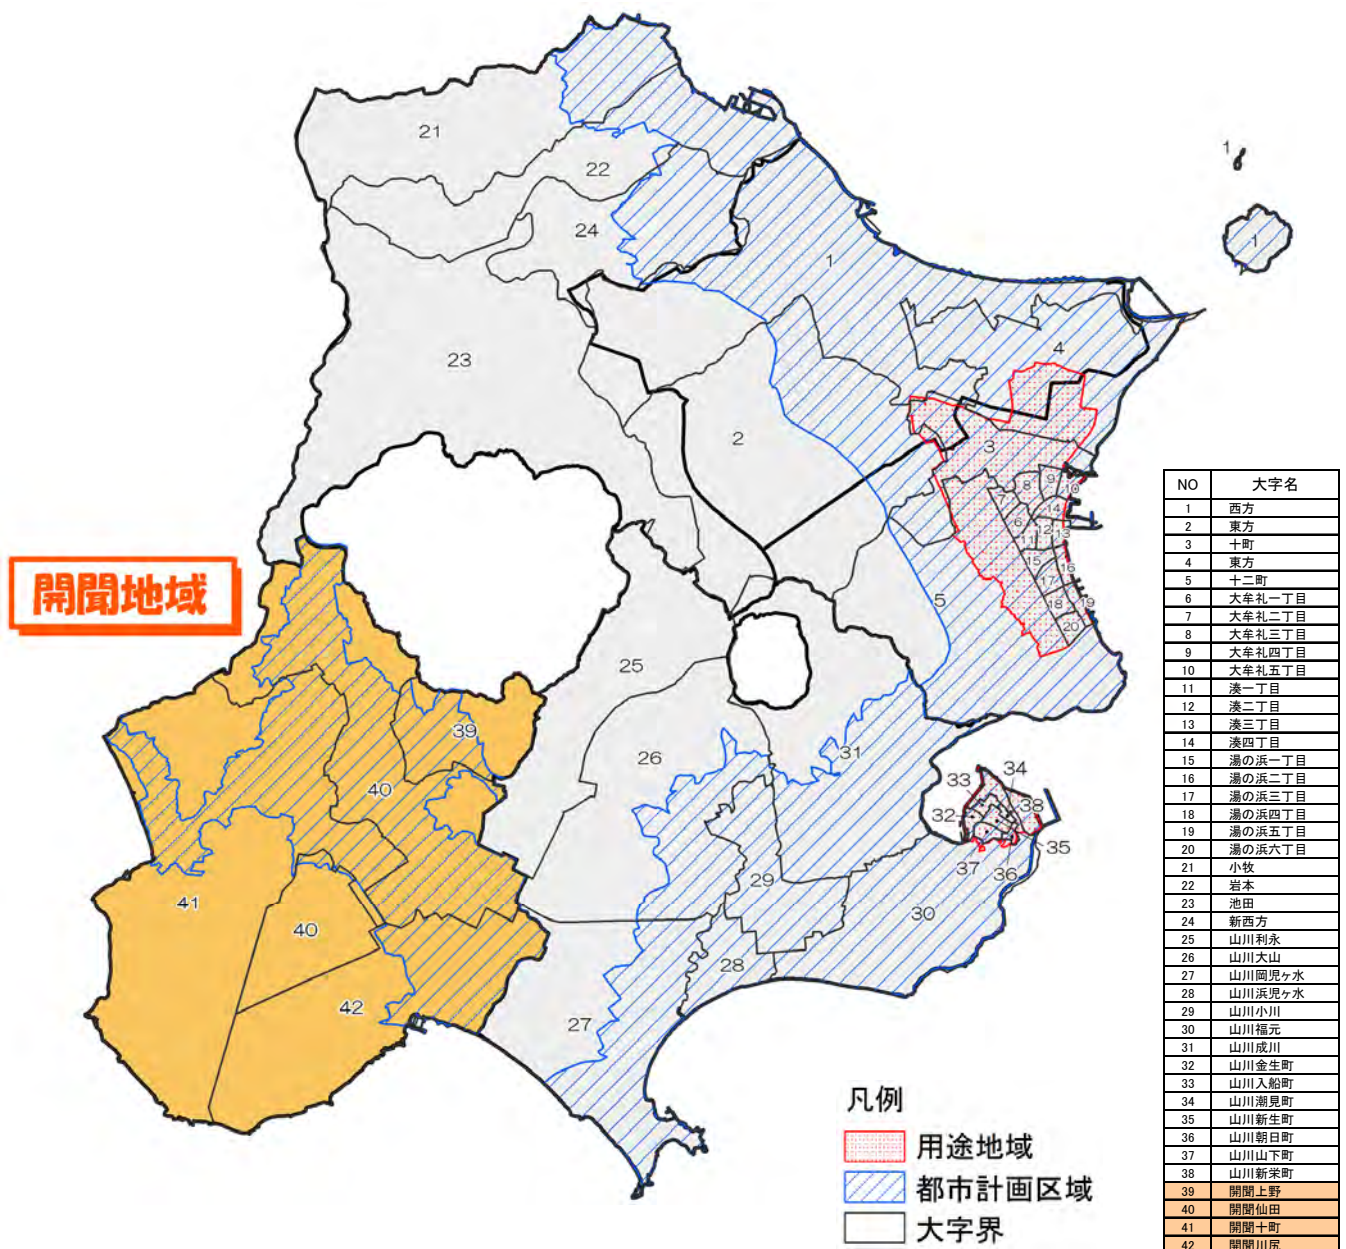 21
22
24
1
1
1
23
4
2
3
9
10
8
7
14
6
12
13
11
15
16
17
18
19
20
5
開聞地域
25
26
31
39
40
33
34
32
38
35
37
36
29
41
40
30
28
42
27
凡例
用途地域
都市計画区域
大字界
NO 大字名
1 西方
2 東方
3 十町
4 東方
5 十二町
6 大牟礼一丁目
7 大牟礼二丁目
8 大牟礼三丁目
9 大牟礼四丁目
10 大牟礼五丁目
11 湊一丁目
12 湊二丁目
13 湊三丁目
14 湊四丁目
15 湯の浜一丁目
16 湯の浜二丁目
17 湯の浜三丁目
18 湯の浜四丁目
19 湯の浜五丁目
20 湯の浜六丁目
21 小牧
22 岩本
23 池田
24 新西方
25 山川利永
26 山川大山
27 山川岡児ヶ水
28 山川浜児ヶ水
29 山川小川
30 山川福元
31 山川成川
32 山川金生町
33 山川入船町
34 山川潮見町
35 山川新生町
36 山川朝日町
37 山川山下町
38 山川新栄町
39 開聞上野
40 開聞仙田
41 開聞十町
42 開聞川尻